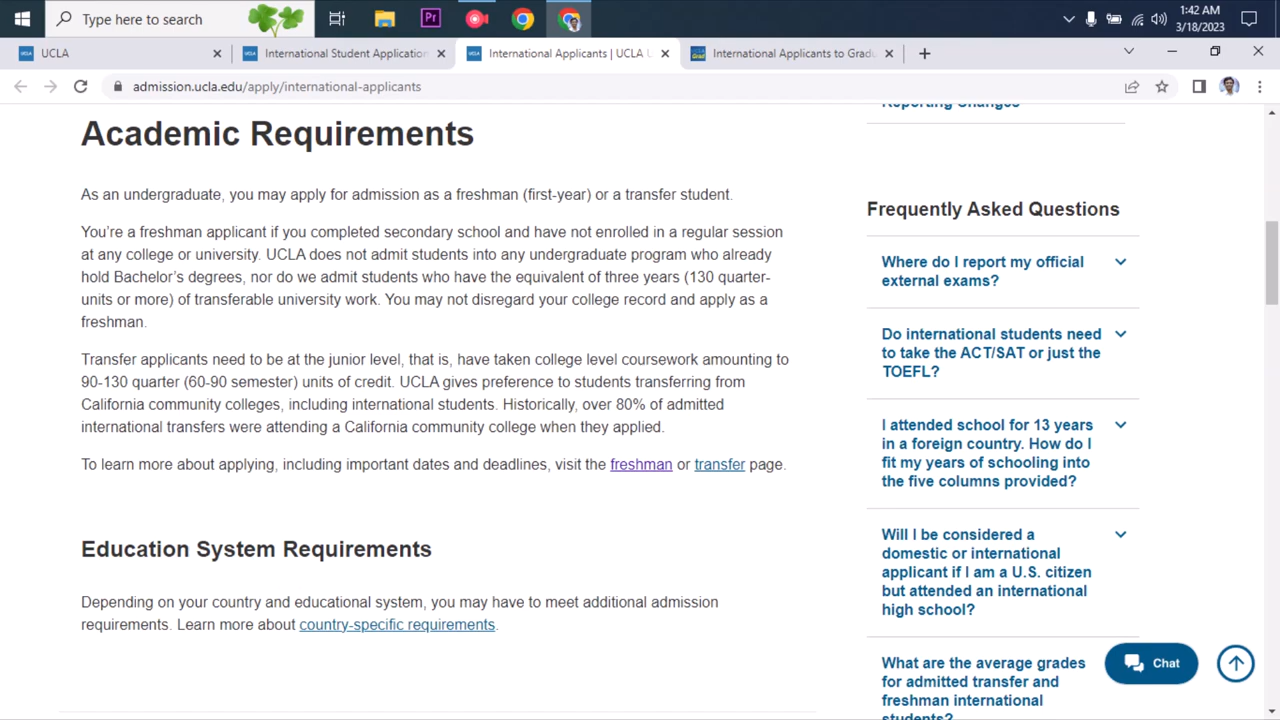 Type here to search
Pr
1:42 AM
3/18/2023
UCLA
International Student Application
International Applicants | UCLA U
International Applicants to Gradu
admission.ucla.edu/apply/international-applicants
Reporting Changes
Academic Requirements
As an undergraduate, you may apply for admission as a freshman (first-year) or a transfer student.
You’re a freshman applicant if you completed secondary school and have not enrolled in a regular session
at any college or university. UCLA does not admit students into any undergraduate program who already
hold Bachelor’s degrees, nor do we admit students who have the equivalent of three years (130 quarter-
units or more) of transferable university work. You may not disregard your college record and apply as a
freshman.
Transfer applicants need to be at the junior level, that is, have taken college level coursework amounting to
90-130 quarter (60-90 semester) units of credit. UCLA gives preference to students transferring from
California community colleges, including international students. Historically, over 80% of admitted
international transfers were attending a California community college when they applied.
To learn more about applying, including important dates and deadlines, visit the freshman or transfer page.
Education System Requirements
Depending on your country and educational system, you may have to meet additional admission
requirements. Learn more about country-specific requirements.
Frequently Asked Questions
Where do I report my official
external exams?
Do international students need
to take the ACT/SAT or just the
TOEFL?
I attended school for 13 years
in a foreign country. How do I
fit my years of schooling into
the five columns provided?
Will I be considered a
domestic or international
applicant if I am a U.S. citizen
but attended an international
high school?
What are the average grades
for admitted transfer and
freshman international
students?
Chat